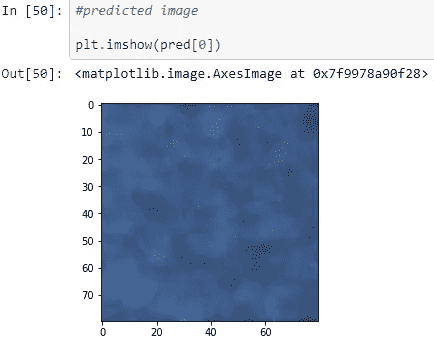 In [50]: #predicted image
plt.imshow(pred[0])
Out[50]: <matplotlib.image.AxesImage at 0x7f9978a90f28>
0
10
20
30
40
50
60
70
0 20 40 60